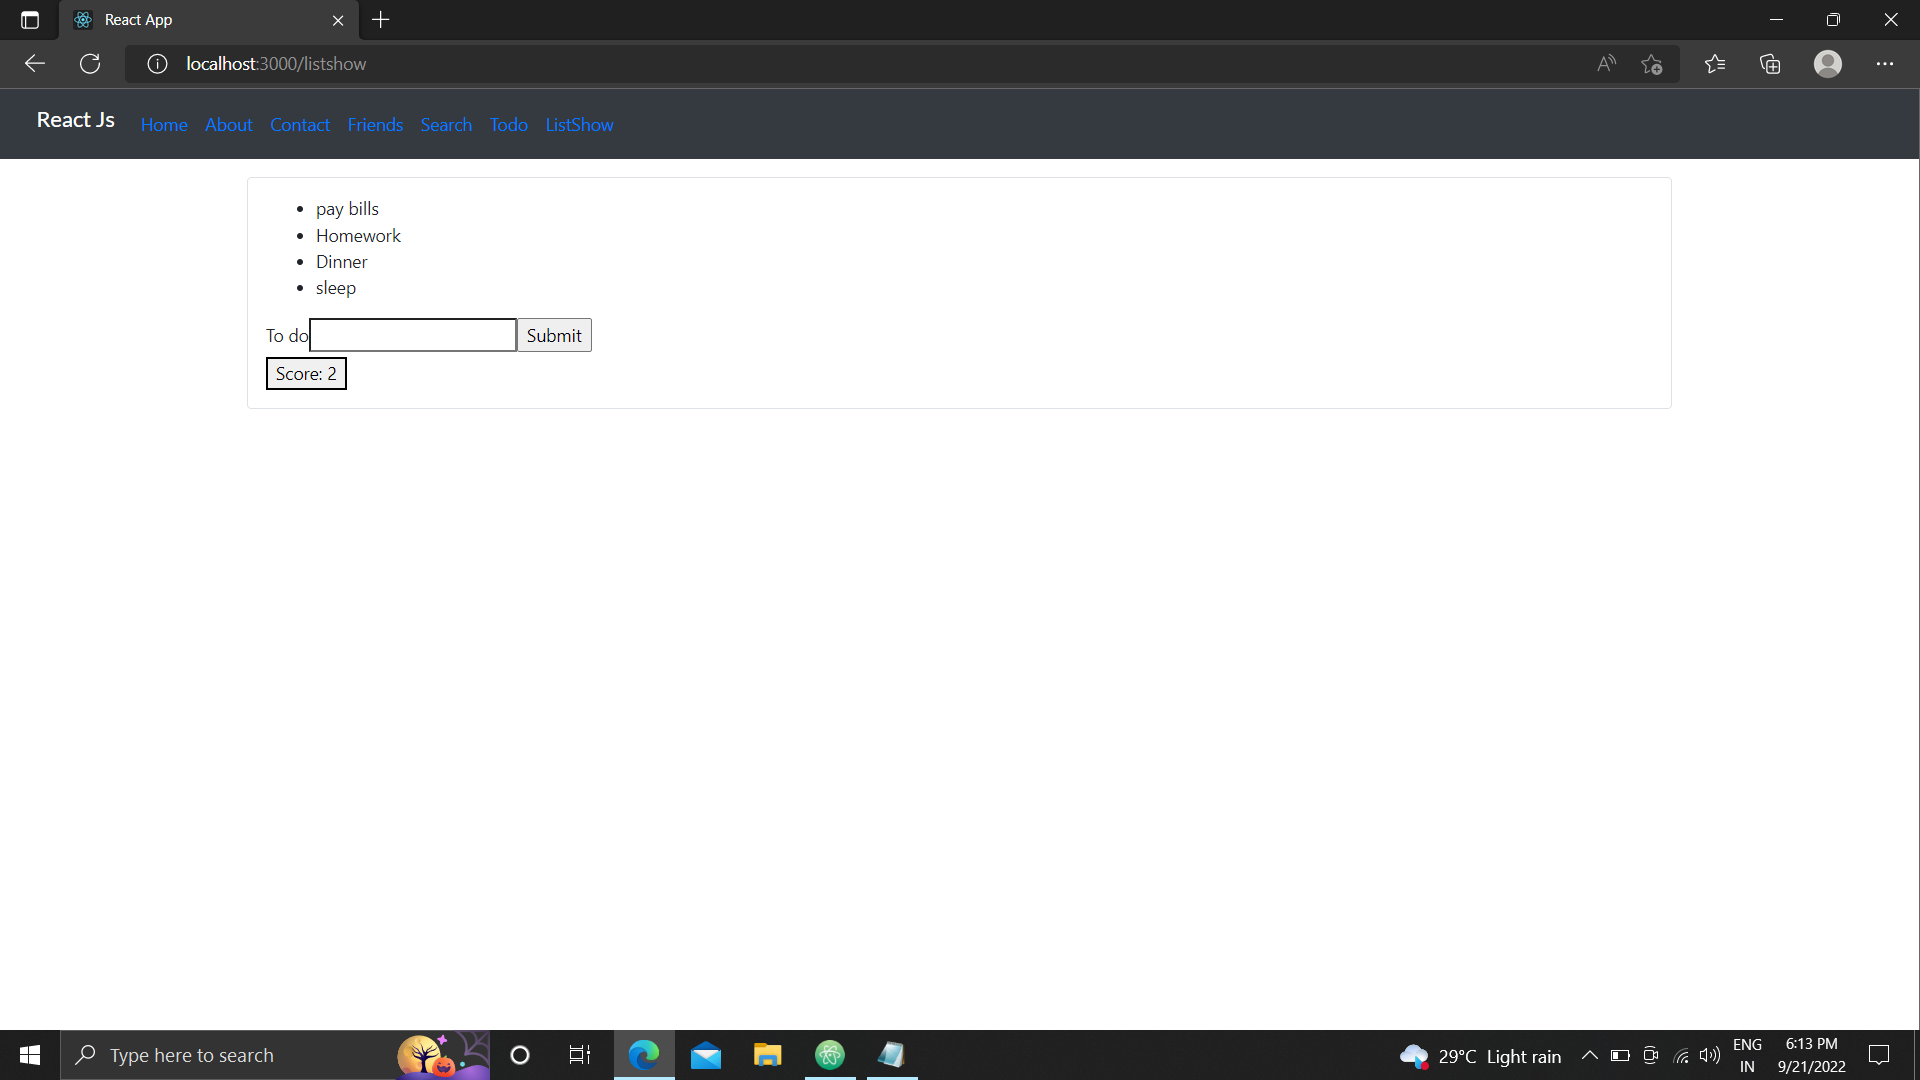 React App
localhost:3000/listshow
React Js Home About Contact Friends Search Todo ListShow
pay bills
Homework
Dinner
sleep
To do Submit
Score: 2
Type here to search
29°C Light rain
ENG
IN
6:13 PM
9/21/2022